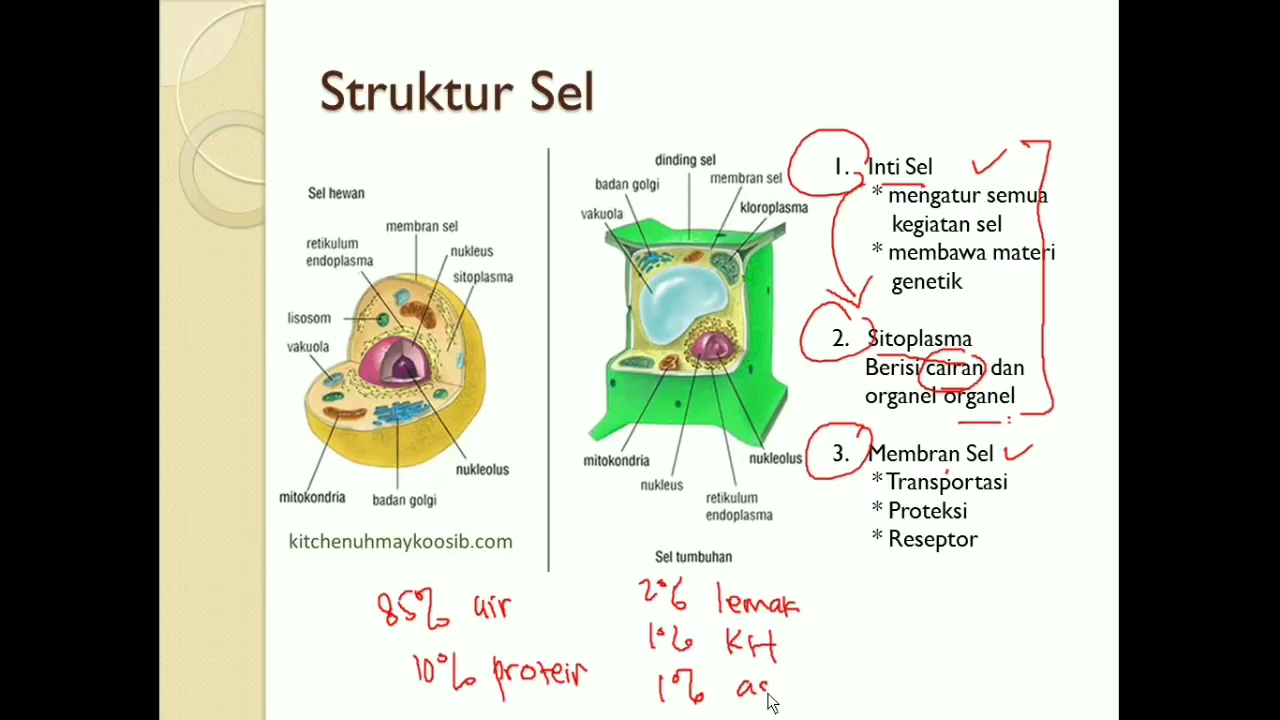 Struktur Sel
Sel hewan
membran sel
retikulum
endoplasma
nukleus
sitoplasma
lisosom
vakuola
nukleolus
mitokondria
badan golgi
kitchenuhmaykoosib.com
dinding sel
badan golgi
membran sel
vakuola
kloroplasma
mitokondria
nukleolus
nukleus
retikulum
endoplasma
Sel tumbuhan
1. Inti Sel
* mengatur semua
kegiatan sel
* membawa materi
genetik
2. Sitoplasma
Berisi cairan dan
organel organel
3. Membran Sel
* Transportasi
* Proteksi
* Reseptor
85% air
10% protein
2% lemak
1% KH
1% as